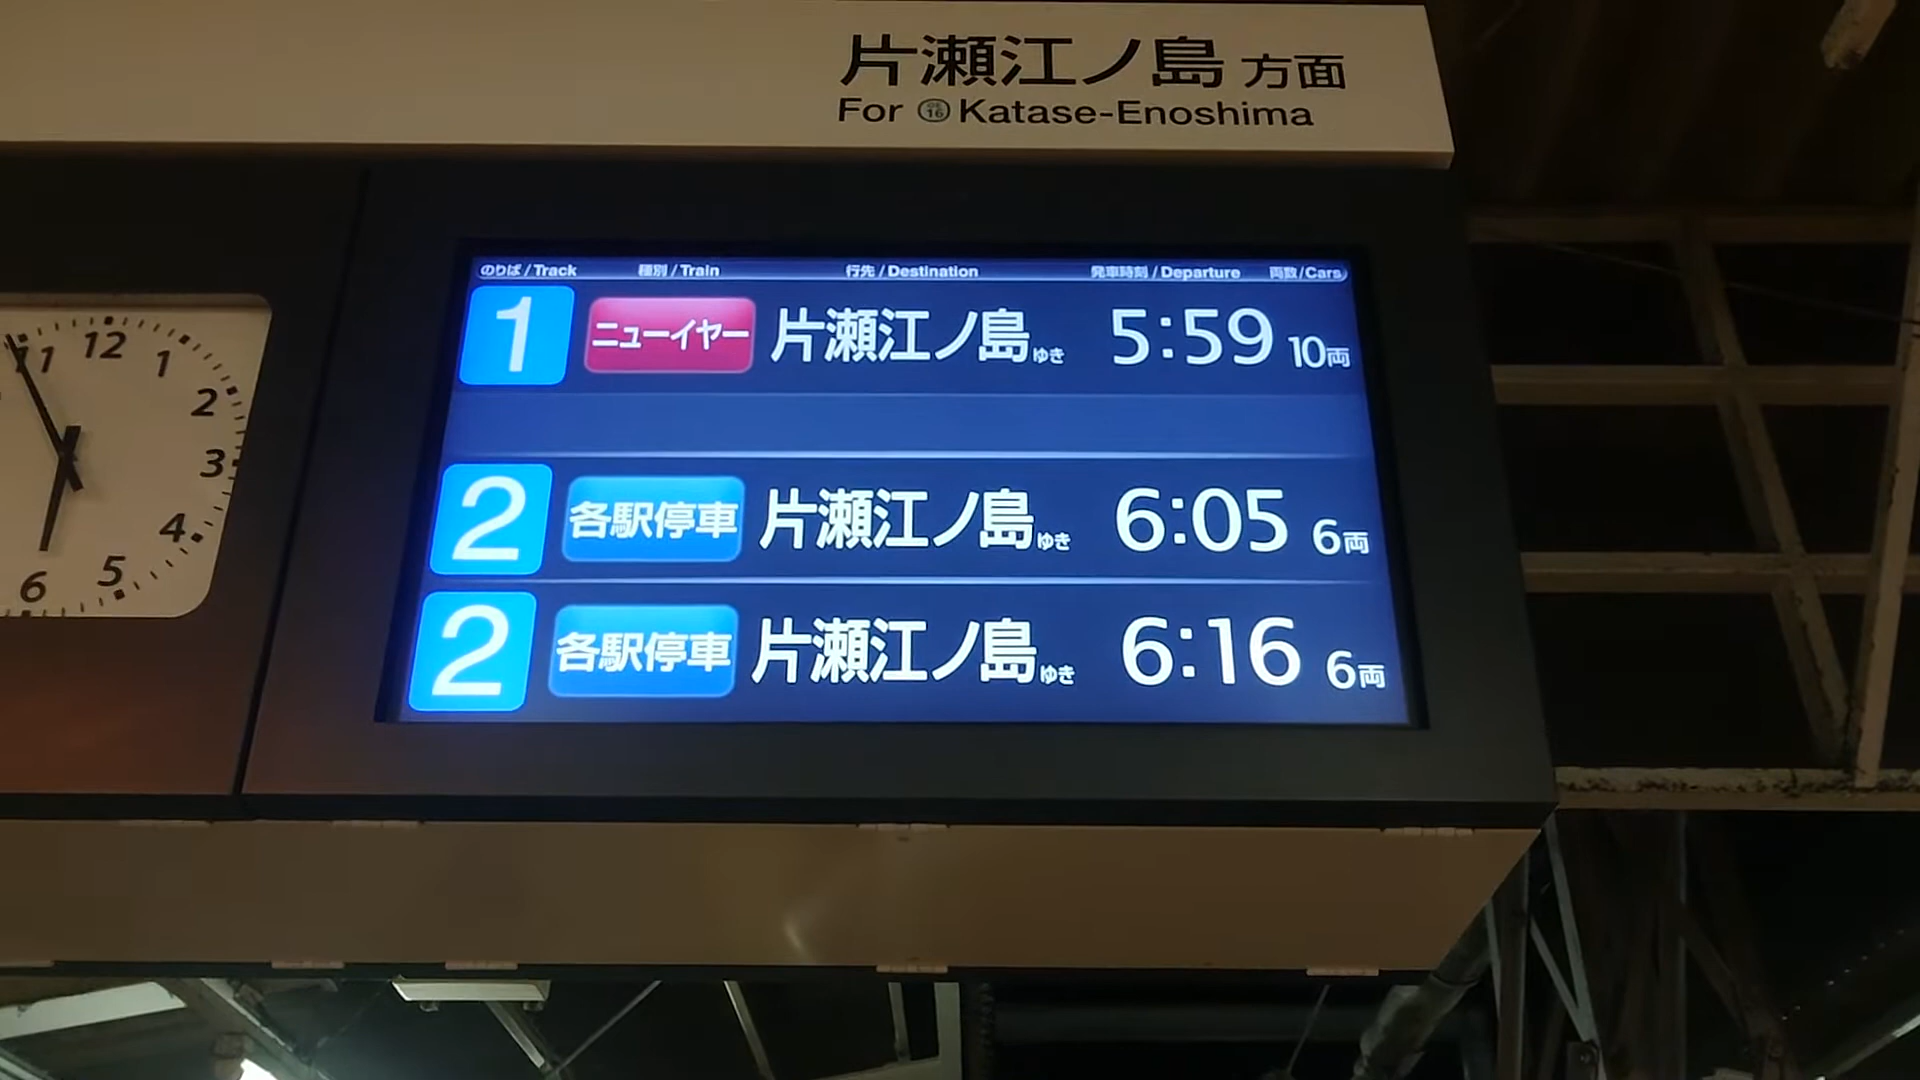 片瀬江ノ島 方面
For OE 16 Katase-Enoshima
のりば/Track 種別/Train 行先/Destination 発車時刻/Departure 両数/Cars
1 ニューイヤー 片瀬江ノ島ゆき 5:59 10両
2 各駅停車 片瀬江ノ島ゆき 6:05 6両
2 各駅停車 片瀬江ノ島ゆき 6:16 6両
11 12 1 2 3 4 5 6